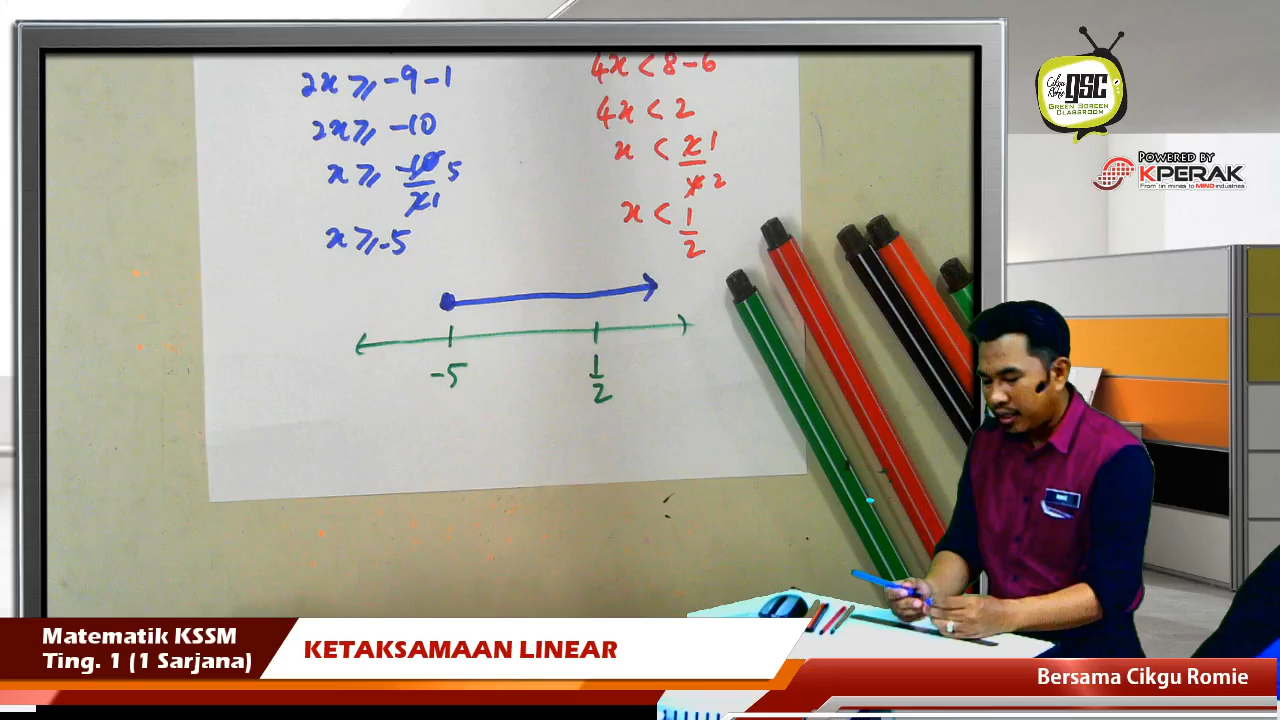 2x ⩾ -9 -1
2x ⩾ -10
x ⩾ -10/2 5 1
x ⩾ -5
4x < 8 - 6
4x < 2
x < 2/4 1 2
x < 1/2
-5
1/2
Cikgu Romie GSC
GREEN SCREEN CLASSROOM
POWERED BY
KPERAK
From tin mines to MIND industries
Matematik KSSM
Ting. 1 (1 Sarjana)
KETAKSAMAAN LINEAR
Bersama Cikgu Romie